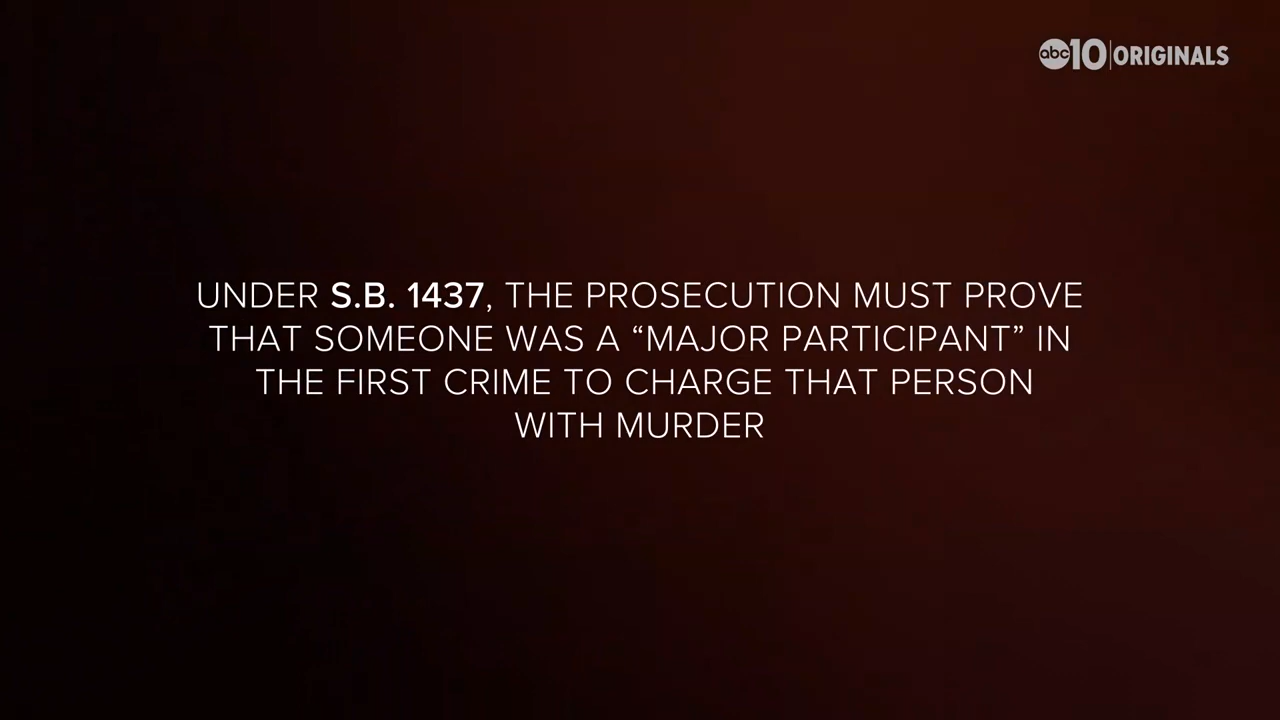 abc10 ORIGINALS
UNDER S.B. 1437, THE PROSECUTION MUST PROVE
THAT SOMEONE WAS A “MAJOR PARTICIPANT” IN
THE FIRST CRIME TO CHARGE THAT PERSON
WITH MURDER